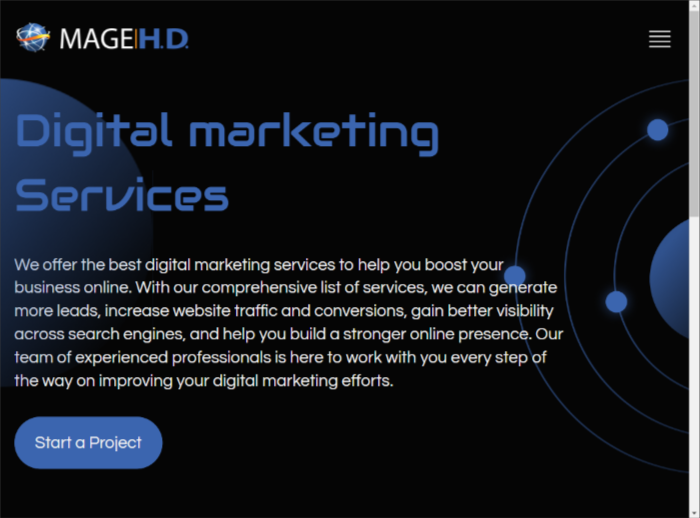 MAGE|H.D.
Digital marketing
Services
We offer the best digital marketing services to help you boost your
business online. With our comprehensive list of services, we can generate
more leads, increase website traffic and conversions, gain better visibility
across search engines, and help you build a stronger online presence. Our
team of experienced professionals is here to work with you every step of
the way on improving your digital marketing efforts.
Start a Project